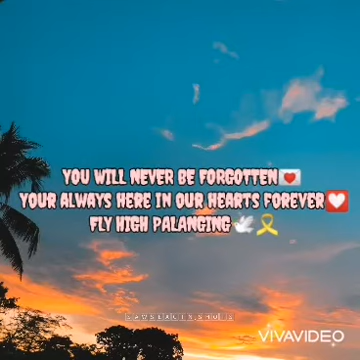 YOU WILL NEVER BE FORGOTTEN 💌
YOUR ALWAYS HERE IN OUR HEARTS FOREVER 💟
FLY HIGH PALANGING 🕊️🎗️
VIVAVIDEO